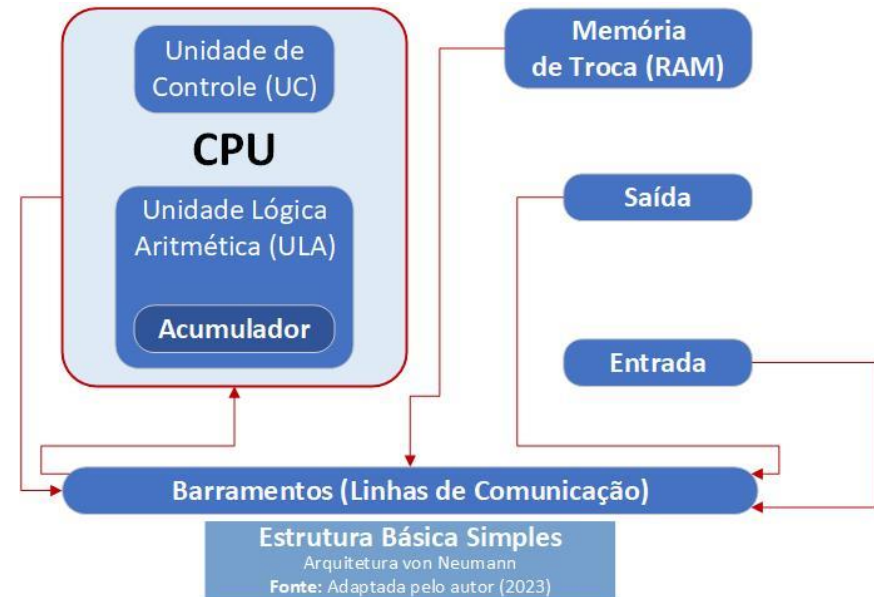 Unidade de
Controle (UC)
CPU
Unidade Lógica
Aritmética (ULA)
Acumulador
Memória
de Troca (RAM)
Saída
Entrada
Barramentos (Linhas de Comunicação)
Estrutura Básica Simples
Arquitetura von Neumann
Fonte: Adaptada pelo autor (2023)